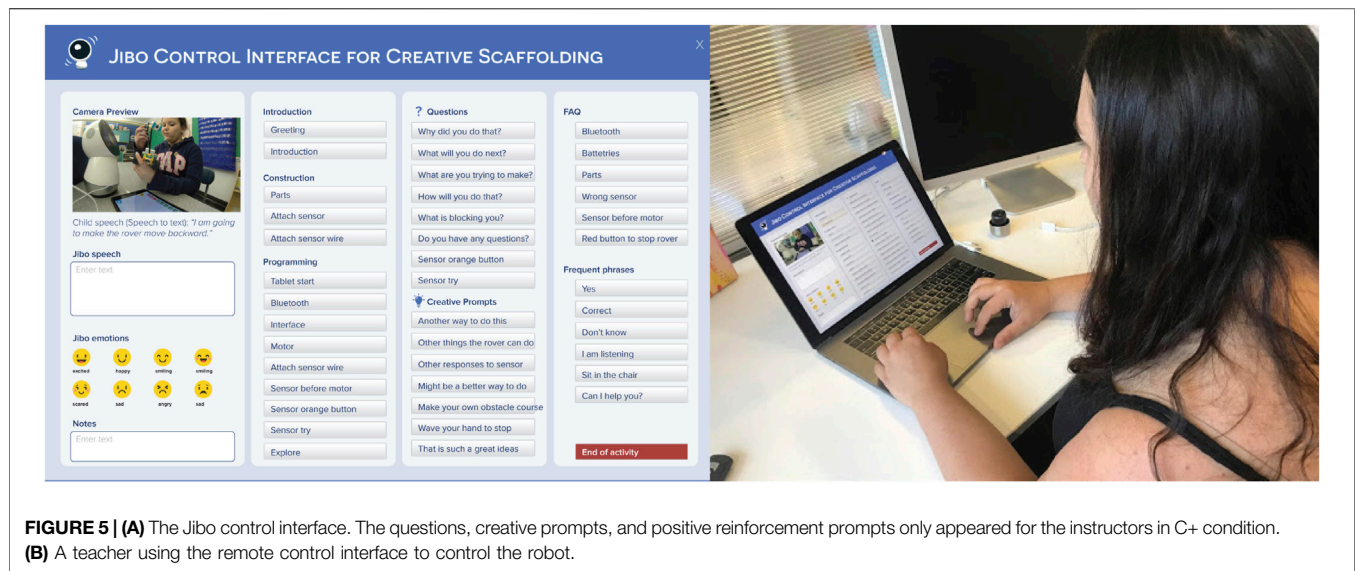 JIBO CONTROL INTERFACE FOR CREATIVE SCAFFOLDING
X
Camera Preview
Child speech (Speech to text): "I am going
to make the rover move backward."
Jibo speech
Enter text
Jibo emotions
excited happy smiling smiling
scared sad angry sad
Notes
Enter text
Introduction
Greeting
Introduction
Construction
Parts
Attach sensor
Attach sensor wire
Programming
Tablet start
Bluetooth
Interface
Motor
Attach sensor wire
Sensor before motor
Sensor orange button
Sensor try
Explore
? Questions
Why did you do that?
What will you do next?
What are you trying to make?
How will you do that?
What is blocking you?
Do you have any questions?
Sensor orange button
Sensor try
Creative Prompts
Another way to do this
Other things the rover can do
Other responses to sensor
Might be a better way to do
Make your own obstacle course
Wave your hand to stop
That is such a great ideas
FAQ
Bluetooth
Battetries
Parts
Wrong sensor
Sensor before motor
Red button to stop rover
Frequent phrases
Yes
Correct
Don't know
I am listening
Sit in the chair
Can I help you?
End of activity
JIBO CONTROL INTERFACE FOR CREATIVE SCAFFOLDING
FIGURE 5 | (A) The Jibo control interface. The questions, creative prompts, and positive reinforcement prompts only appeared for the instructors in C+ condition.
(B) A teacher using the remote control interface to control the robot.